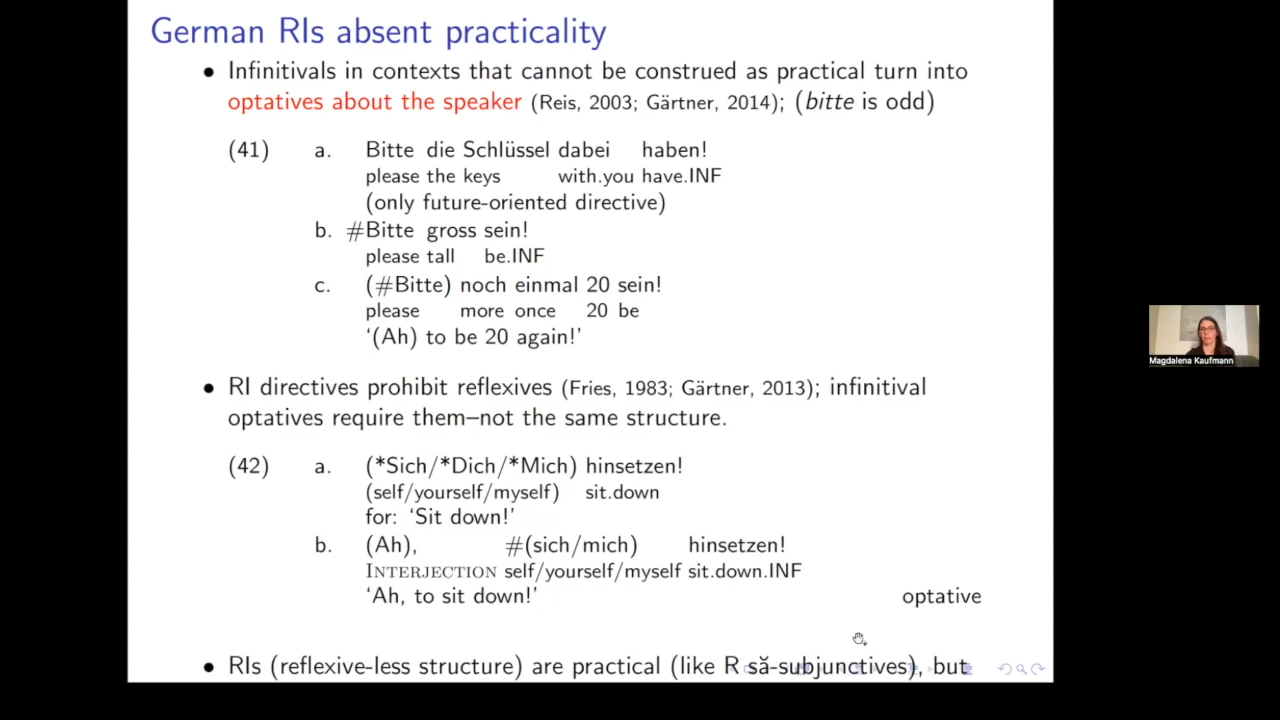 German RIs absent practicality
• Infinitivals in contexts that cannot be construed as practical turn into
optatives about the speaker (Reis, 2003; Gärtner, 2014); (bitte is odd)
(41) a. Bitte die Schlüssel dabei haben!
please the keys with.you have.INF
(only future-oriented directive)
b. #Bitte gross sein!
please tall be.INF
c. (#Bitte) noch einmal 20 sein!
please more once 20 be
‘(Ah) to be 20 again!’
• RI directives prohibit reflexives (Fries, 1983; Gärtner, 2013); infinitival
optatives require them–not the same structure.
(42) a. (*Sich/*Dich/*Mich) hinsetzen!
(self/yourself/myself) sit.down
for: ‘Sit down!’
b. (Ah), #(sich/mich) hinsetzen!
INTERJECTION self/yourself/myself sit.down.INF
‘Ah, to sit down!’ optative
• RIs (reflexive-less structure) are practical (like R să-subjunctives), but
Magdalena Kaufmann